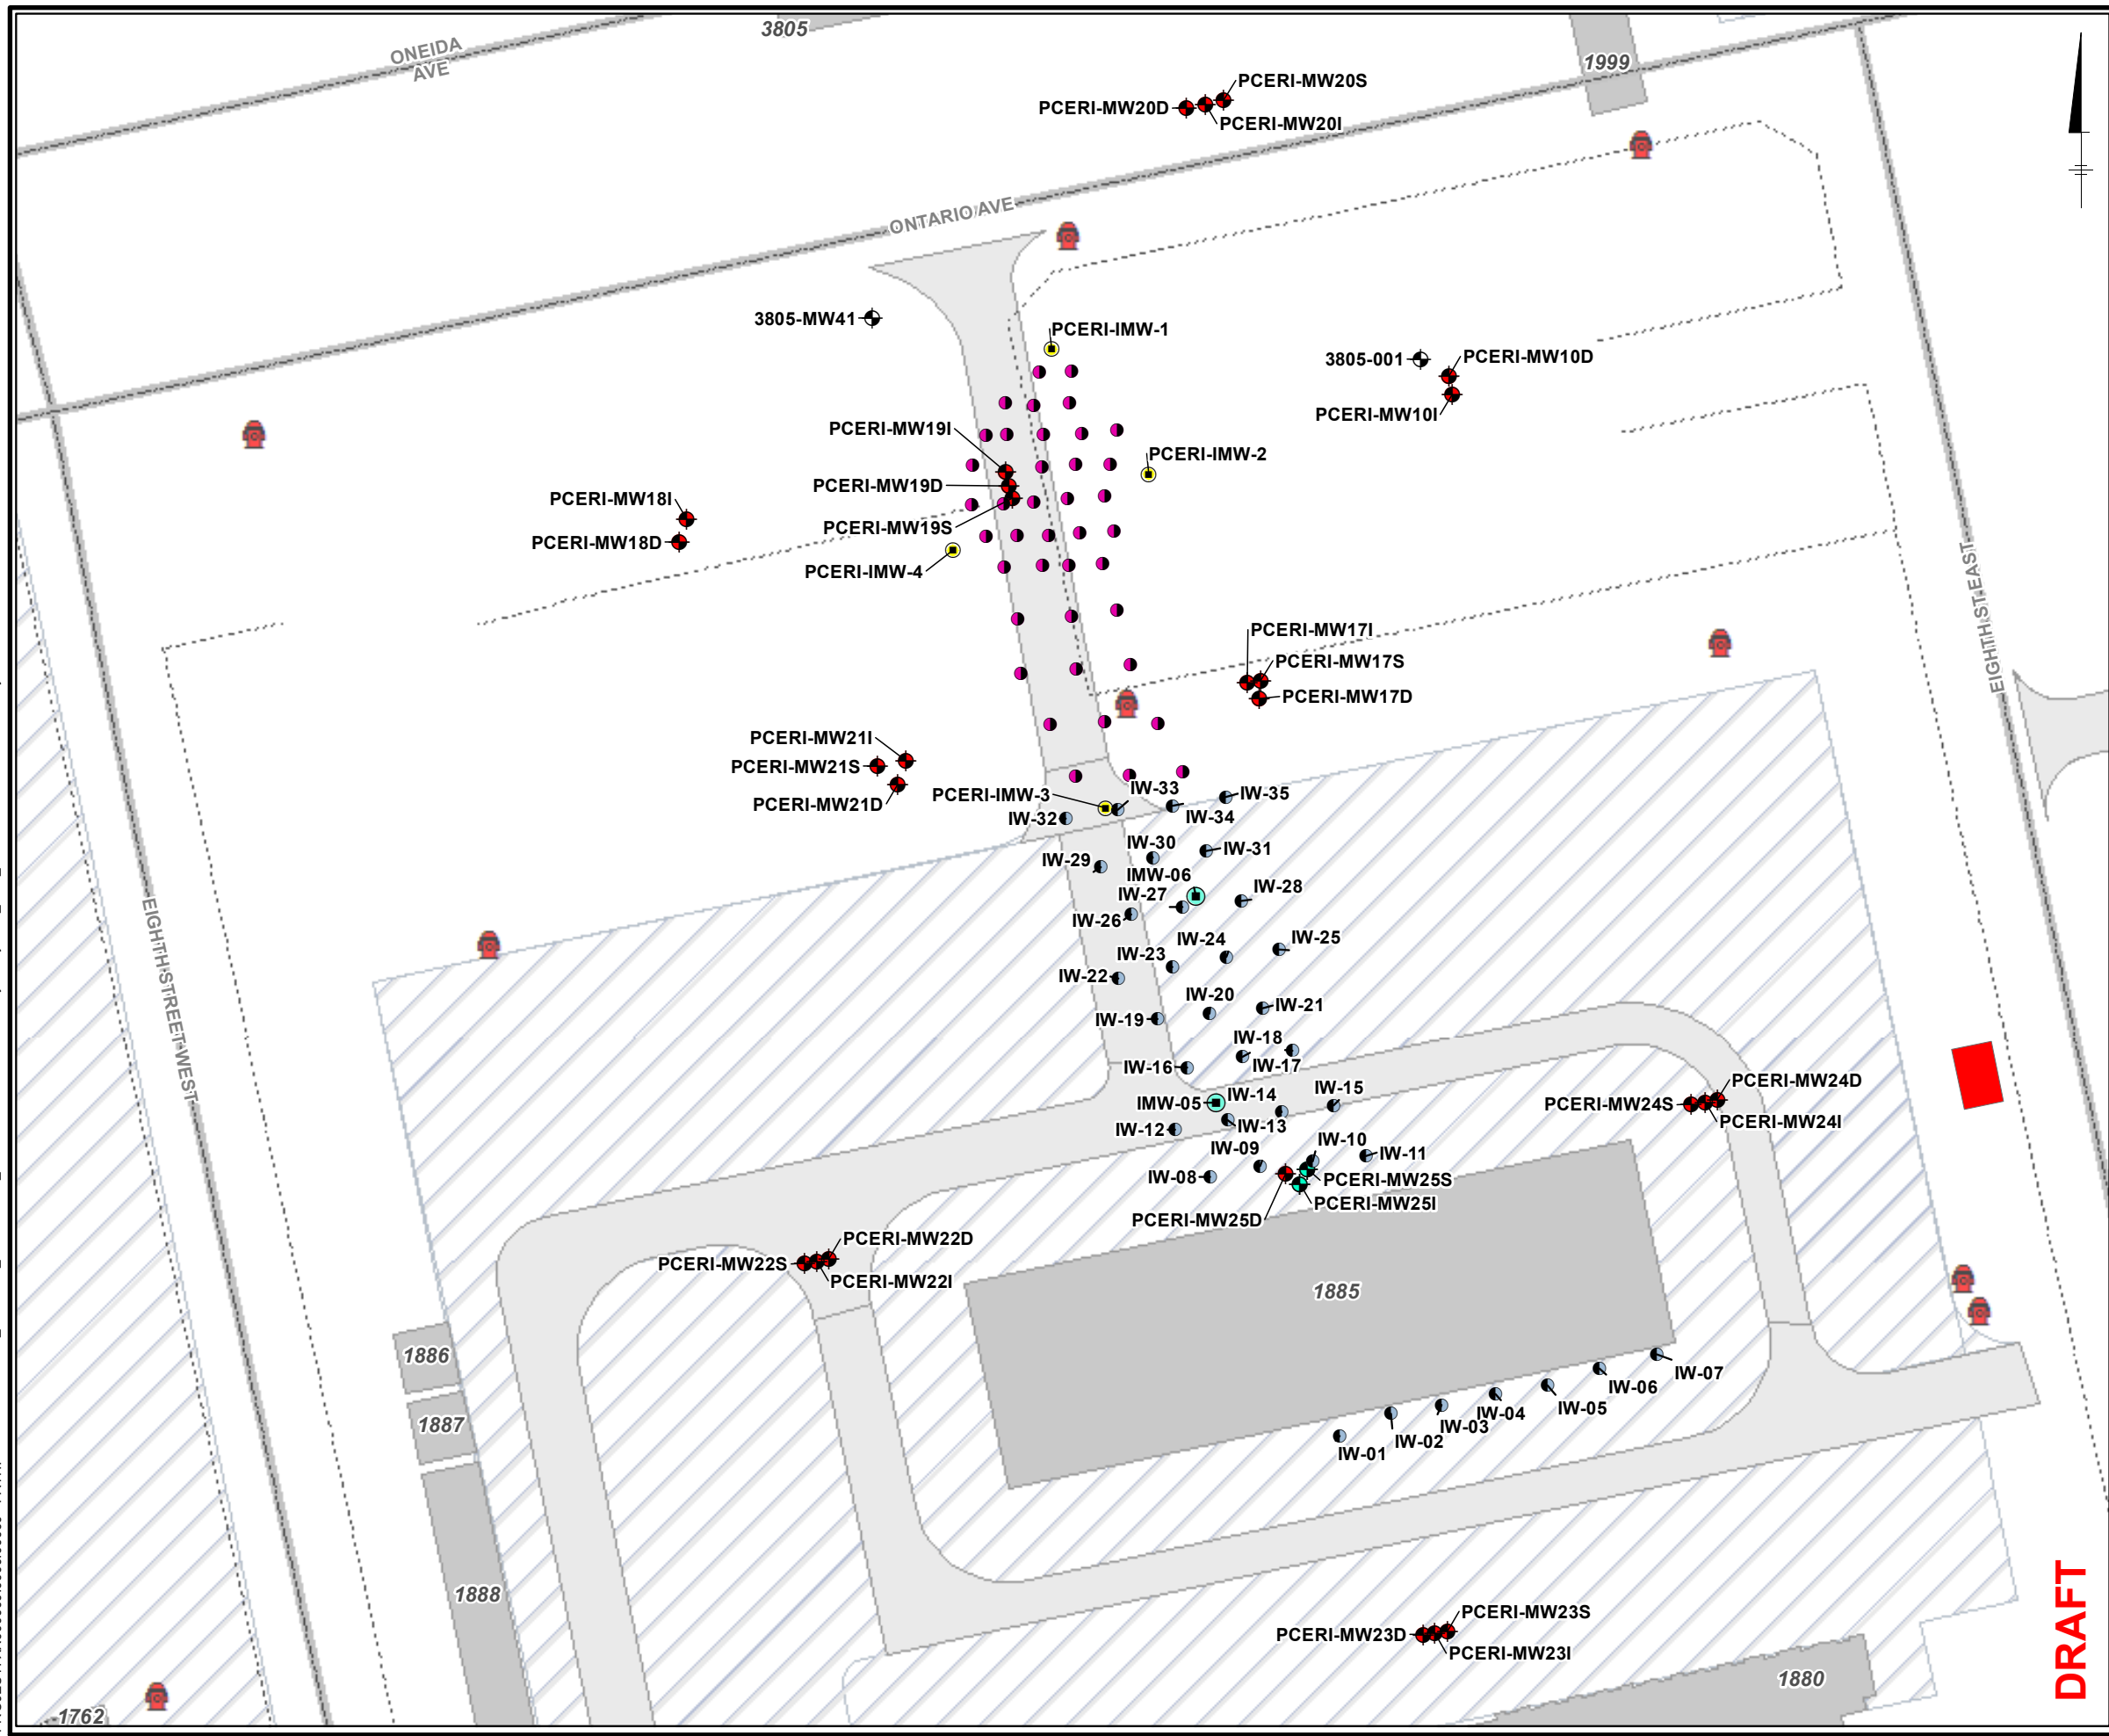 3805
ONEIDA
AVE
1999
PCERI-MW20S
PCERI-MW20D
PCERI-MW20I
ONTARIO AVE
3805-MW41
PCERI-IMW-1
3805-001
PCERI-MW10D
PCERI-MW10I
PCERI-MW19I
PCERI-IMW-2
PCERI-MW19D
PCERI-MW18I
PCERI-MW19S
PCERI-MW18D
PCERI-IMW-4
EIGHTH ST EAST
PCERI-MW17I
PCERI-MW17S
PCERI-MW17D
PCERI-MW21I
PCERI-MW21S
PCERI-MW21D
PCERI-IMW-3
IW-33
IW-35
IW-32
IW-34
IW-30
IW-31
IW-29
IMW-06
IW-27
IW-28
IW-26
EIGHTH STREET WEST
IW-24
IW-25
IW-23
IW-22
IW-20
IW-21
IW-19
IW-18
IW-17
IW-16
IW-15
IW-14
IMW-05
PCERI-MW24D
PCERI-MW24S
PCERI-MW24I
IW-13
IW-12
IW-10
IW-09
IW-11
IW-08
PCERI-MW25S
PCERI-MW25I
PCERI-MW25D
PCERI-MW22D
PCERI-MW22S
PCERI-MW22I
1885
1886
IW-07
IW-06
1887
IW-05
IW-04
IW-03
IW-02
IW-01
1888
PCERI-MW23S
PCERI-MW23D
PCERI-MW23I
1880
1762
DRAFT